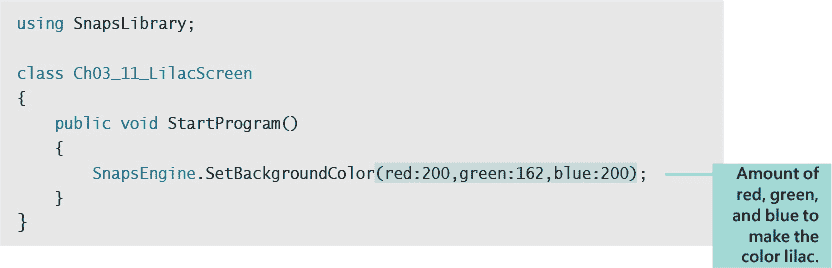 using SnapsLibrary;
class Ch03_11_LilacScreen
{
    public void StartProgram()
    {
        SnapsEngine.SetBackgroundColor(red:200,green:162,blue:200);
    }
}
Amount of
red, green,
and blue to
make the
color lilac.